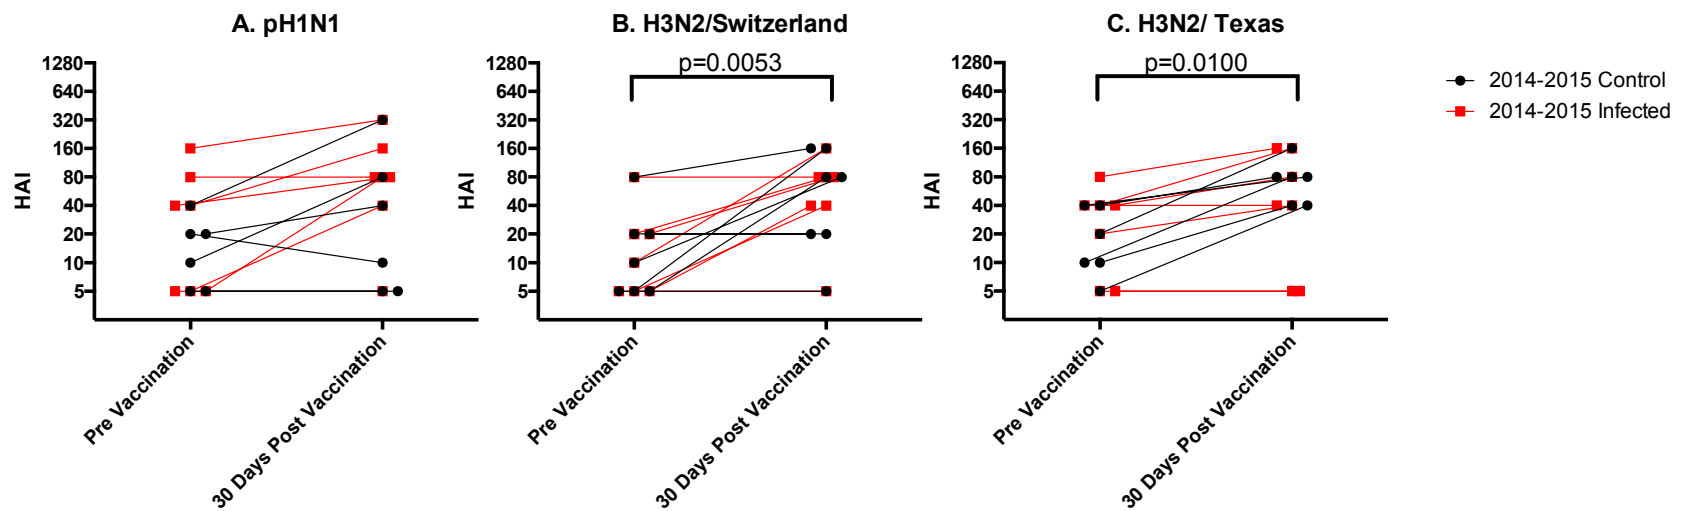 A. pH1N1
HAI
1280
640
320
160
80
40
20
10
5
Pre Vaccination
30 Days Post Vaccination
B. H3N2/Switzerland
p=0.0053
HAI
1280
640
320
160
80
40
20
10
5
Pre Vaccination
30 Days Post Vaccination
C. H3N2/ Texas
p=0.0100
HAI
1280
640
320
160
80
40
20
10
5
Pre Vaccination
30 Days Post Vaccination
2014-2015 Control
2014-2015 Infected